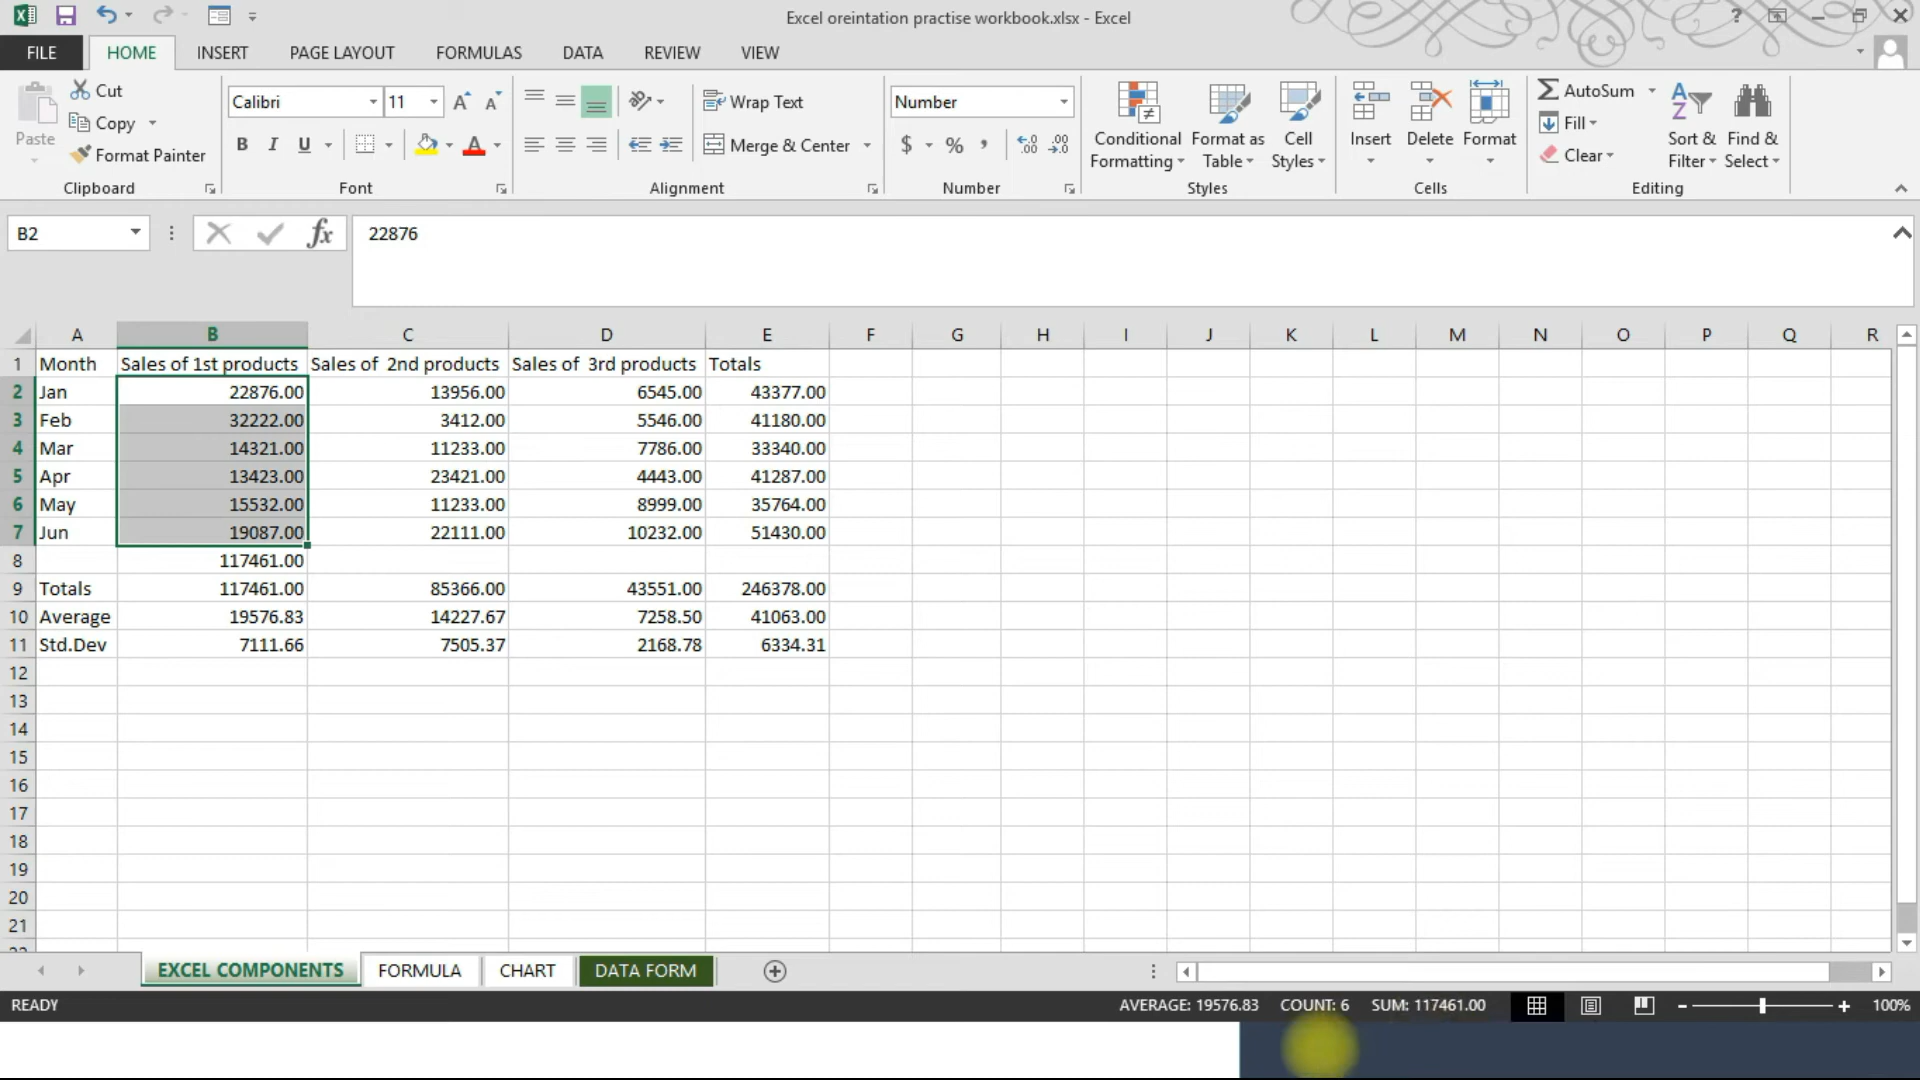 Excel oreintation practise workbook.xlsx - Excel
?
FILE HOME INSERT PAGE LAYOUT FORMULAS DATA REVIEW VIEW
Paste
Cut
Copy
Format Painter
Clipboard
Calibri 11
B I U
Font
Wrap Text
Merge & Center
Alignment
Number
$ % ,
Number
Conditional Formatting
Format as Table
Cell Styles
Styles
Insert Delete Format
Cells
AutoSum
Fill
Clear
Sort & Filter
Find & Select
Editing
B2 fx 22876
A B C D E F G H I J K L M N O P Q R
1 Month Sales of 1st products Sales of 2nd products Sales of 3rd products Totals
2 Jan 22876.00 13956.00 6545.00 43377.00
3 Feb 32222.00 3412.00 5546.00 41180.00
4 Mar 14321.00 11233.00 7786.00 33340.00
5 Apr 13423.00 23421.00 4443.00 41287.00
6 May 15532.00 11233.00 8999.00 35764.00
7 Jun 19087.00 22111.00 10232.00 51430.00
8 117461.00
9 Totals 117461.00 85366.00 43551.00 246378.00
10 Average 19576.83 14227.67 7258.50 41063.00
11 Std.Dev 7111.66 7505.37 2168.78 6334.31
12
13
14
15
16
17
18
19
20
21
EXCEL COMPONENTS FORMULA CHART DATA FORM
READY AVERAGE: 19576.83 COUNT: 6 SUM: 117461.00 100%